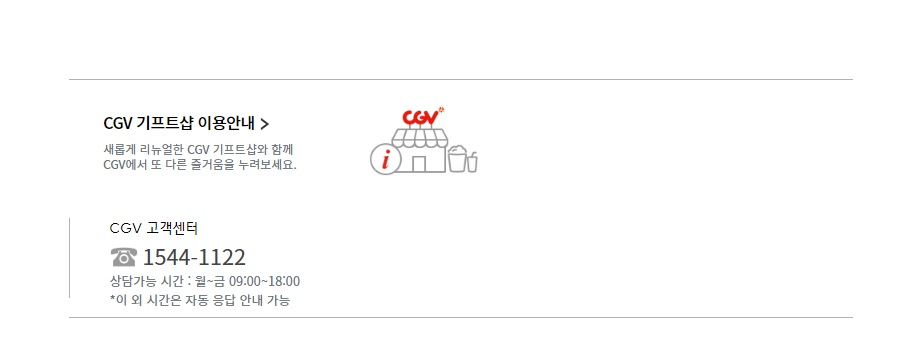 CGV 기프트샵 이용안내 >
새롭게 리뉴얼한 CGV 기프트샵와 함께
CGV에서 또 다른 즐거움을 누려보세요.
CGV
i
CGV 고객센터
1544-1122
상담가능 시간 : 월~금 09:00~18:00
*이 외 시간은 자동 응답 안내 가능